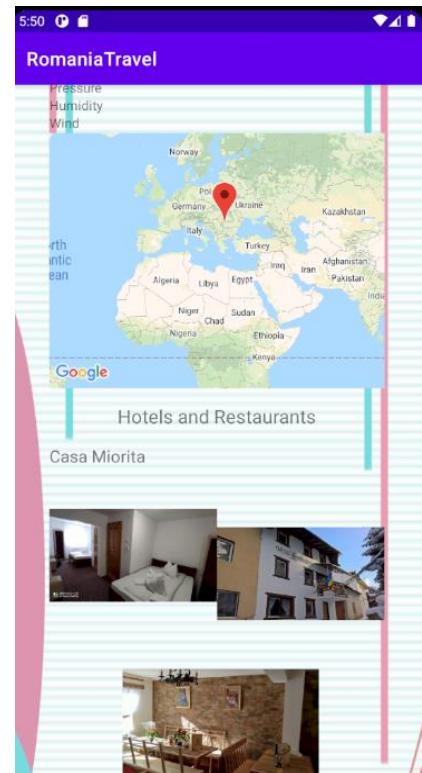 5:50
RomaniaTravel
Pressure
Humidity
Wind
Norway
Ukraine
Germany
Kazakhstan
Italy
Turkey
Iraq
Iran
Afghanistan
Pakistan
Algeria
Libya
Egypt
Niger
Chad
Sudan
Nigeria
Ethiopia
Kenya
Google
Hotels and Restaurants
Casa Miorita